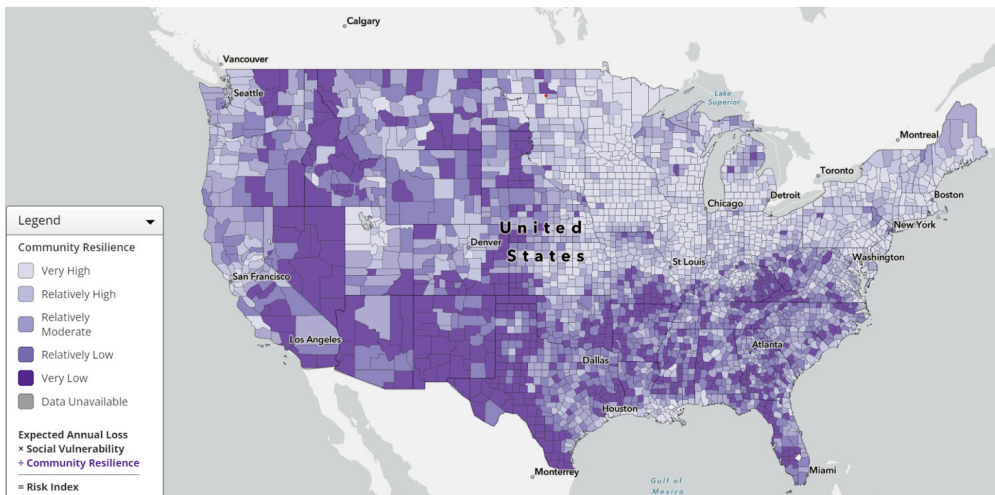 Calgary
Vancouver
Seattle
Lake
Superior
Montreal
Toronto
Boston
Detroit
Chicago
New York
United
States
Denver
St Louis
Washington
San Francisco
Los Angeles
Dallas
Atlanta
Houston
Miami
Monterrey
Gulf of
Mexico
Legend
Community Resilience
Very High
Relatively High
Relatively
Moderate
Relatively Low
Very Low
Data Unavailable
Expected Annual Loss
× Social Vulnerability
÷ Community Resilience
= Risk Index